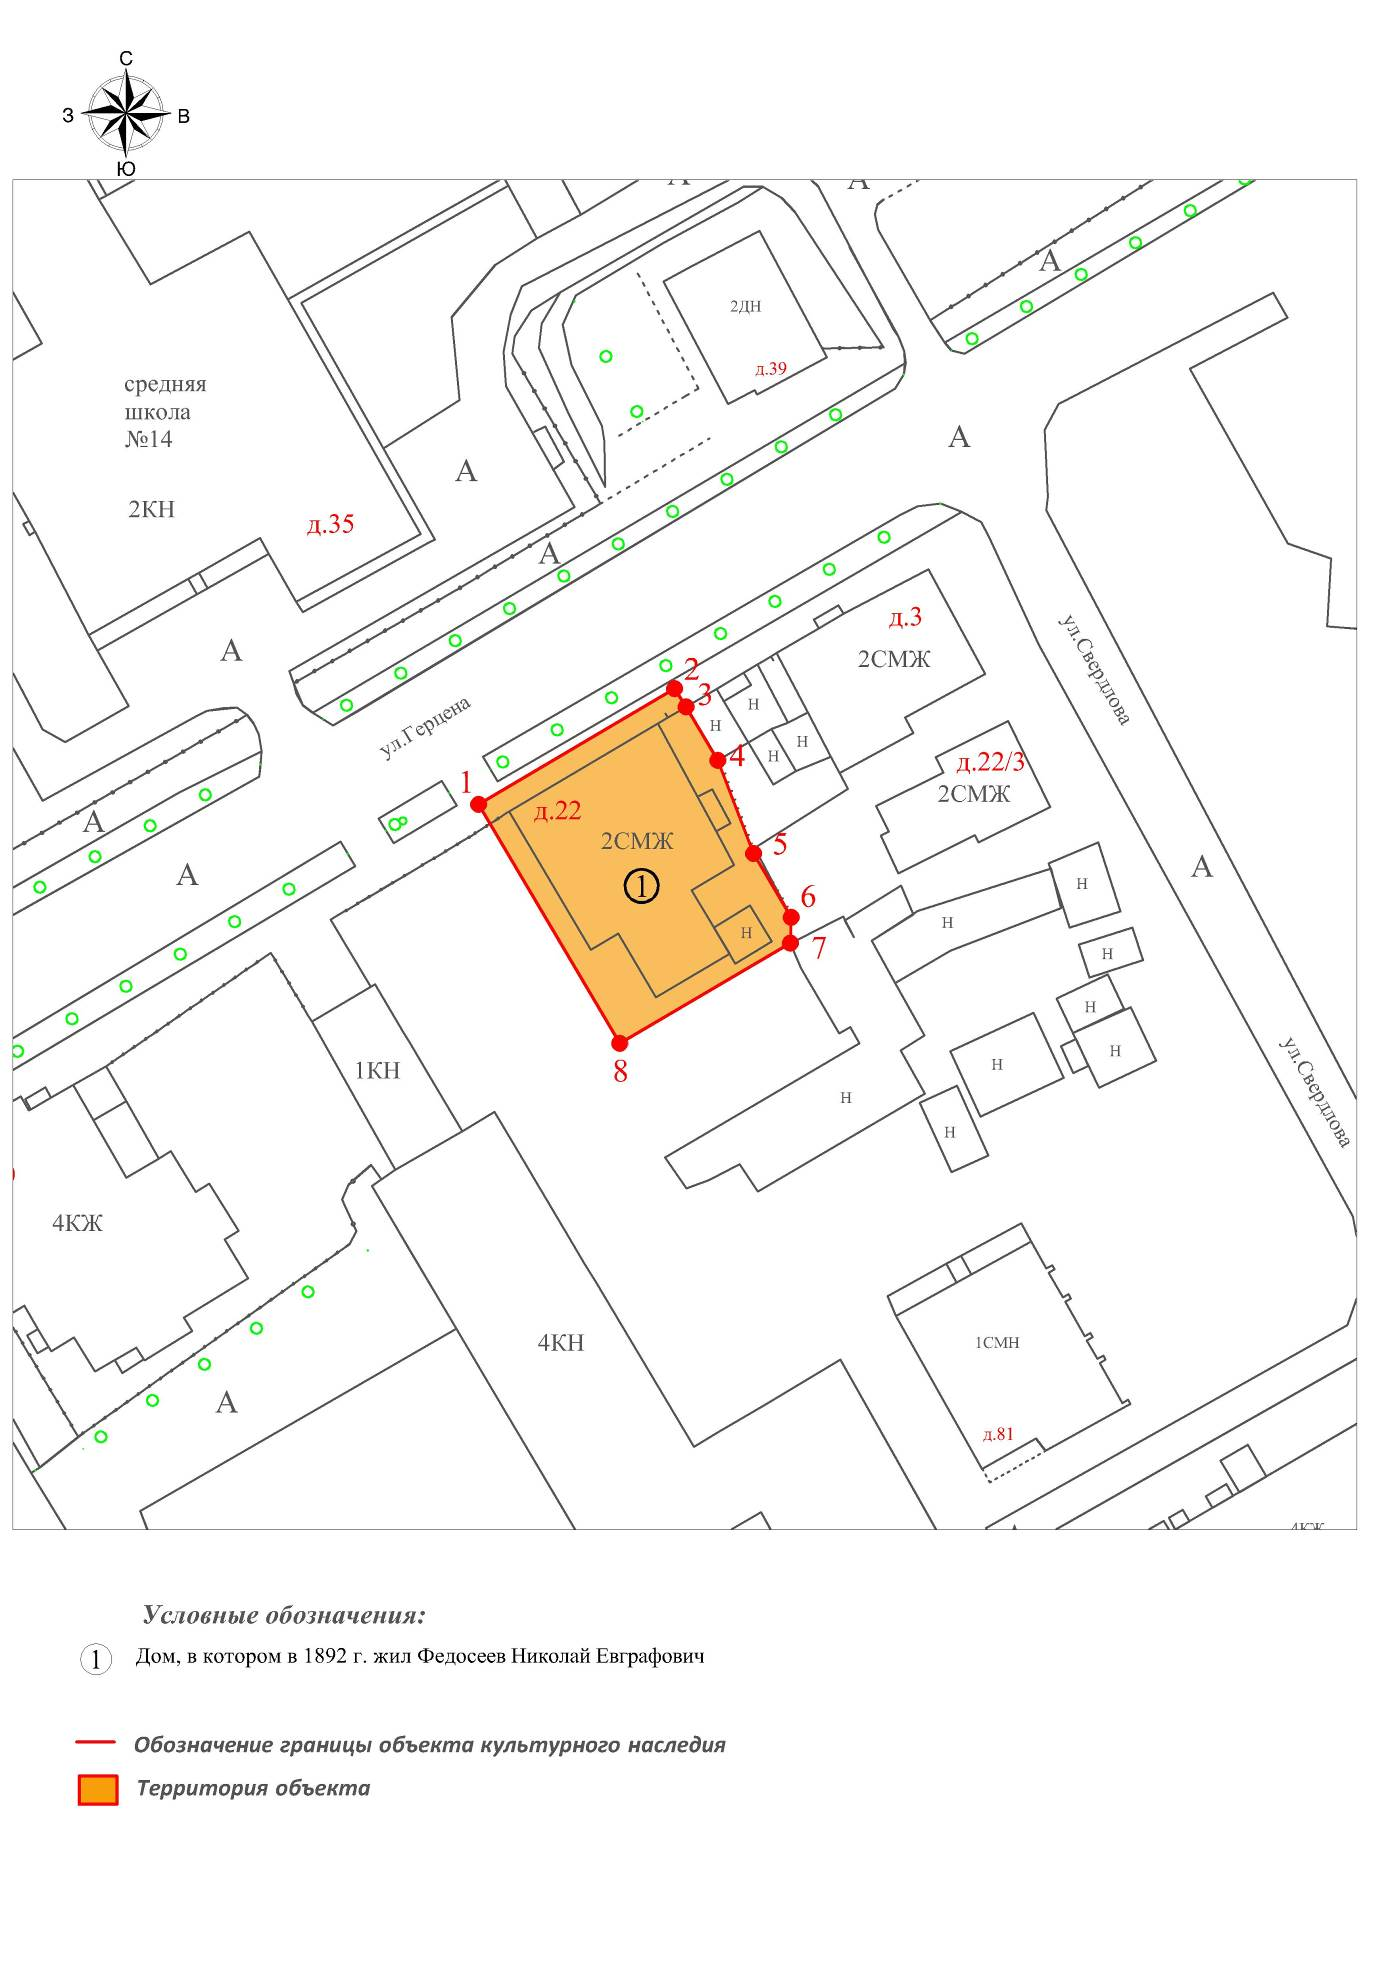 С
З
В
Ю
А
А
А
2ДН
д.39
средняя
школа
№14
2КН
д.35
А
А
А
А
ул.Герцена
д.3
2СМЖ
ул.Свердлова
2
3
Н
Н
Н
Н
4
1
д.22
2СМЖ
1
5
6
7
8
Н
д.22/3
2СМЖ
А
А
А
Н
Н
Н
Н
Н
Н
Н
Н
1КН
ул.Свердлова
4КЖ
4КН
А
1СМН
д.81
4КЖ
Условные обозначения:
1 Дом, в котором в 1892 г. жил Федосеев Николай Евграфович
Обозначение границы объекта культурного наследия
Территория объекта